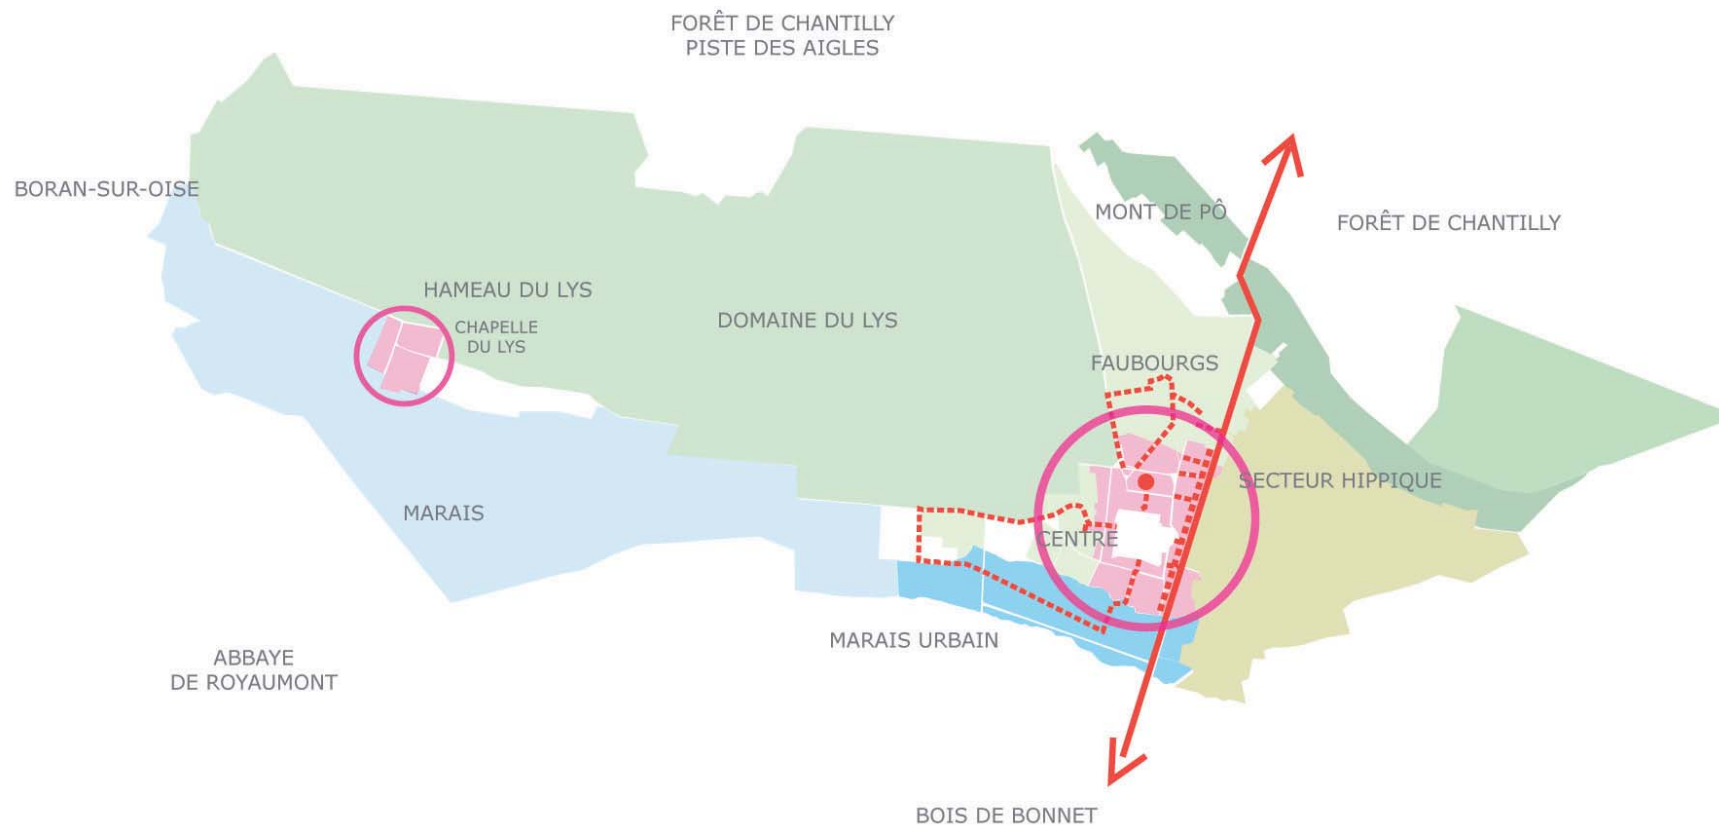 FORÊT DE CHANTILLY
PISTE DES AIGLES
BORAN-SUR-OISE
MONT DE PÔ
FORÊT DE CHANTILLY
HAMEAU DU LYS
CHAPELLE
DU LYS
DOMAINE DU LYS
FAUBOURGS
SECTEUR HIPPIQUE
MARAIS
CENTRE
MARAIS URBAIN
ABBAYE
DE ROYAUMONT
BOIS DE BONNET